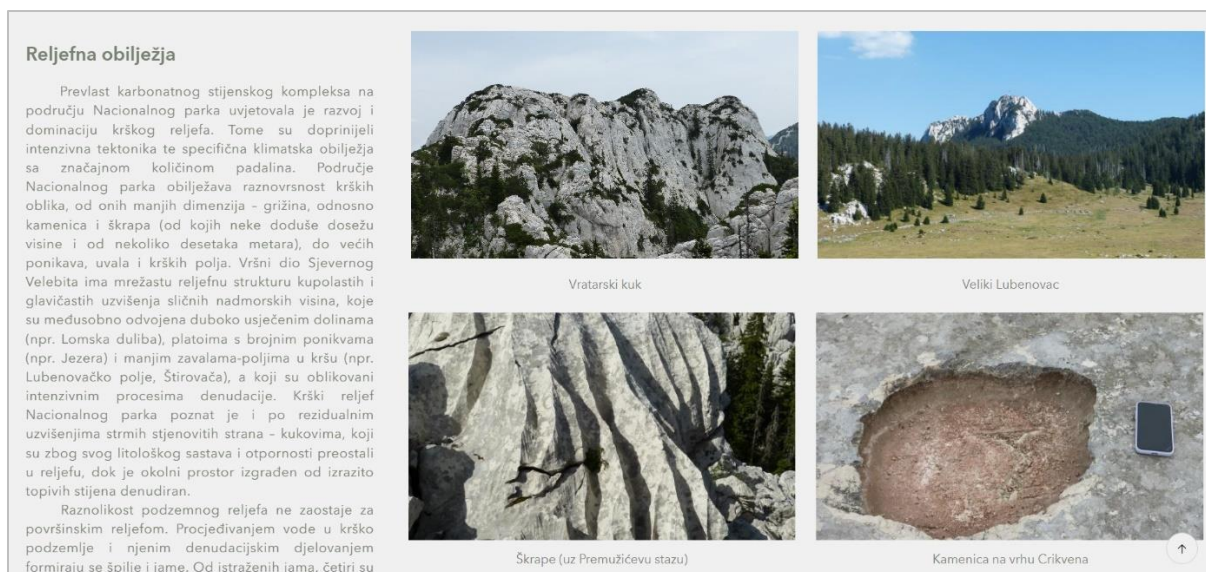 Reljefna obilježja
Prevlast karbonatnog stijenskog kompleksa na
području Nacionalnog parka uvjetovala je razvoj i
dominaciju krškog reljefa. Tome su doprinijeli
intenzivna tektonika te specifična klimatska obilježja
sa značajnom količinom padalina. Područje
Nacionalnog parka obilježava raznovrsnost krških
oblika, od onih manjih dimenzija – grižina, odnosno
kamenica i škrapa (od kojih neke doduše dosežu
visine i od nekoliko desetaka metara), do većih
ponikava, uvala i krških polja. Vršni dio Sjevernog
Velebita ima mrežastu reljefnu strukturu kupolastih i
glavičastih uzvišenja sličnih nadmorskih visina, koje
su međusobno odvojena duboko usječenim dolinama
(npr. Lomska duliba), platoima s brojnim ponikvama
(npr. Jezera) i manjim zavalama-poljima u kršu (npr.
Lubenovačko polje, Štirovača), a koji su oblikovani
intenzivnim procesima denudacije. Krški reljef
Nacionalnog parka poznat je i po rezidualnim
uzvišenjima strmih stjenovitih strana – kukovima, koji
su zbog svog litološkog sastava i otpornosti preostali
u reljefu, dok je okolni prostor izgrađen od izrazito
topivih stijena denudiran.
Raznolikost podzemnog reljefa ne zaostaje za
površinskim reljefom. Procjeđivanjem vode u krško
podzemlje i njenim denudacijskim djelovanjem
formiraju se špilje i jame. Od istraženih jama, četiri su
Vratarski kuk
Veliki Lubenovac
Škrape (uz Premužićevu stazu)
Kamenica na vrhu Crikvena